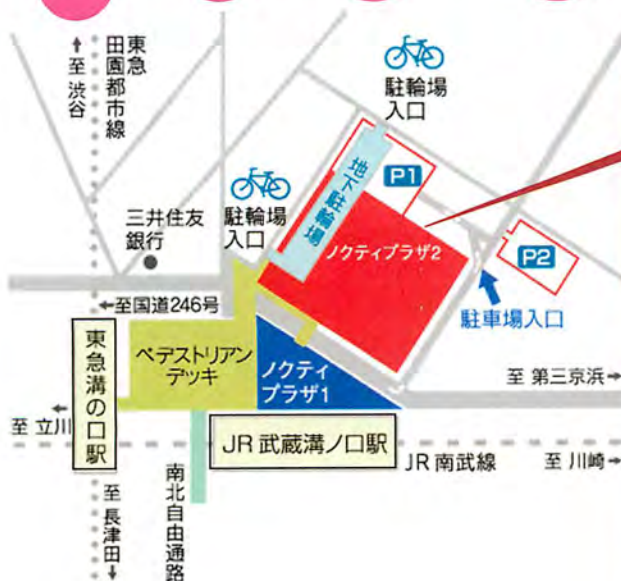 東急
田園都市線
↑至 渋谷
駐輪場
入口
P1
地下駐輪場
駐輪場
入口
三井住友
銀行
ノクティプラザ2
P2
←至国道246号
駐車場入口
東急溝の口駅
ペデストリアン
デッキ
ノクティ
プラザ1
至 第三京浜→
至 立川
JR 武蔵溝ノ口駅
JR 南武線
至 川崎→
至 長津田↓
南北自由通路